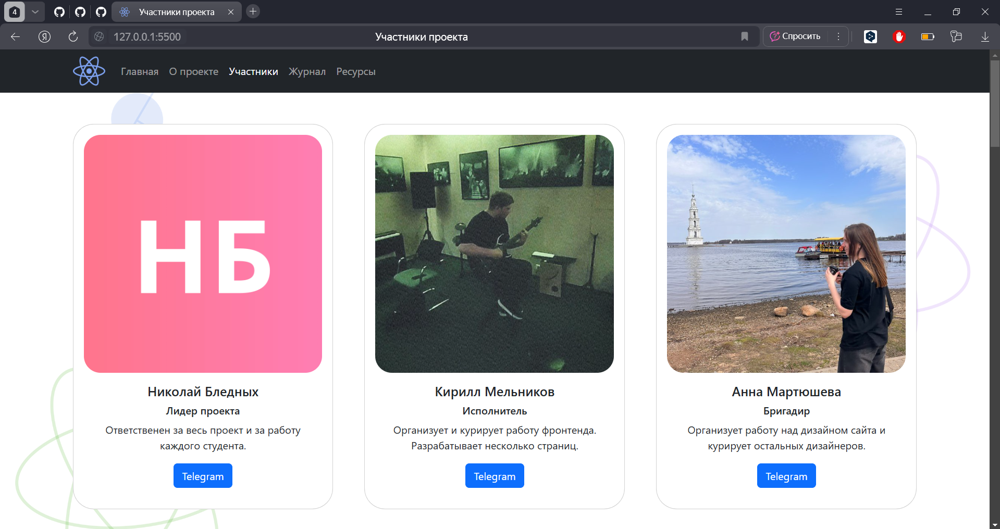 4
Участники проекта
Я
127.0.0.1:5500
Участники проекта
Спросить
Главная
О проекте
Участники
Журнал
Ресурсы
НБ
Николай Бледных
Лидер проекта
Ответственен за весь проект и за работу
каждого студента.
Telegram
Кирилл Мельников
Исполнитель
Организует и курирует работу фронтенда.
Разрабатывает несколько страниц.
Telegram
Анна Мартюшева
Бригадир
Организует работу над дизайном сайта и
курирует остальных дизайнеров.
Telegram